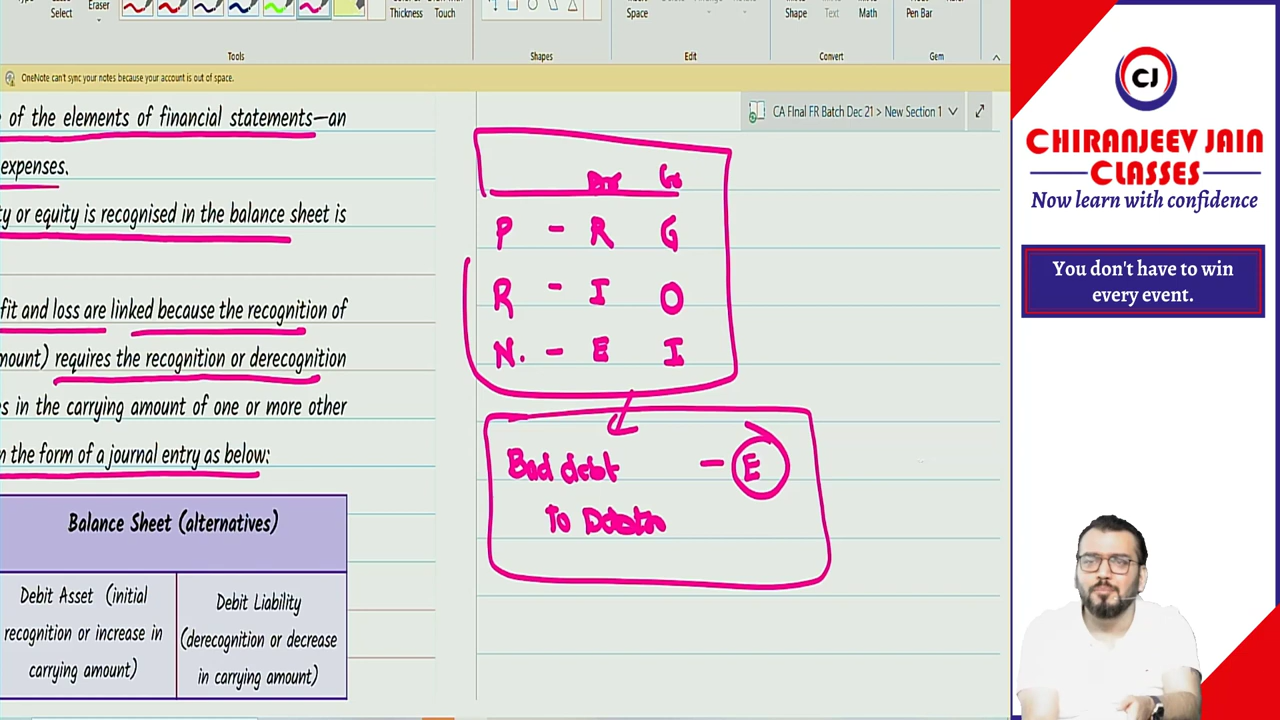 Eraser
Select
Thickness
Touch
Space
Shape
Text
Math
Pen Bar
Tools
Shapes
Edit
Convert
Gem
OneNote can't sync your notes because your account is out of space.
CA FInal FR Batch Dec 21 > New Section 1
of the elements of financial statements—an
expenses.
ty or equity is recognised in the balance sheet is
fit and loss are linked because the recognition of
mount) requires the recognition or derecognition
es in the carrying amount of one or more other
n the form of a journal entry as below:
Balance Sheet (alternatives)
Debit Asset (initial
recognition or increase in
carrying amount)
Debit Liability
(derecognition or decrease
in carrying amount)
Dr Cr
P - R G
R - I O
N. - E I
Bad debt - E
To Debtor
CJ
CHIRANJEEV JAIN
CLASSES
Now learn with confidence
You don't have to win
every event.